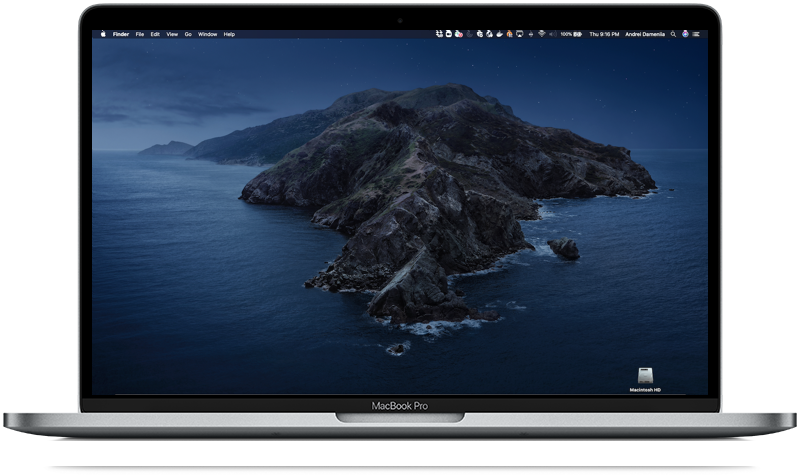 Finder File Edit View Go Window Help 100% Thu 9:16 PM Andrei Dameniia
Macintosh HD
MacBook Pro